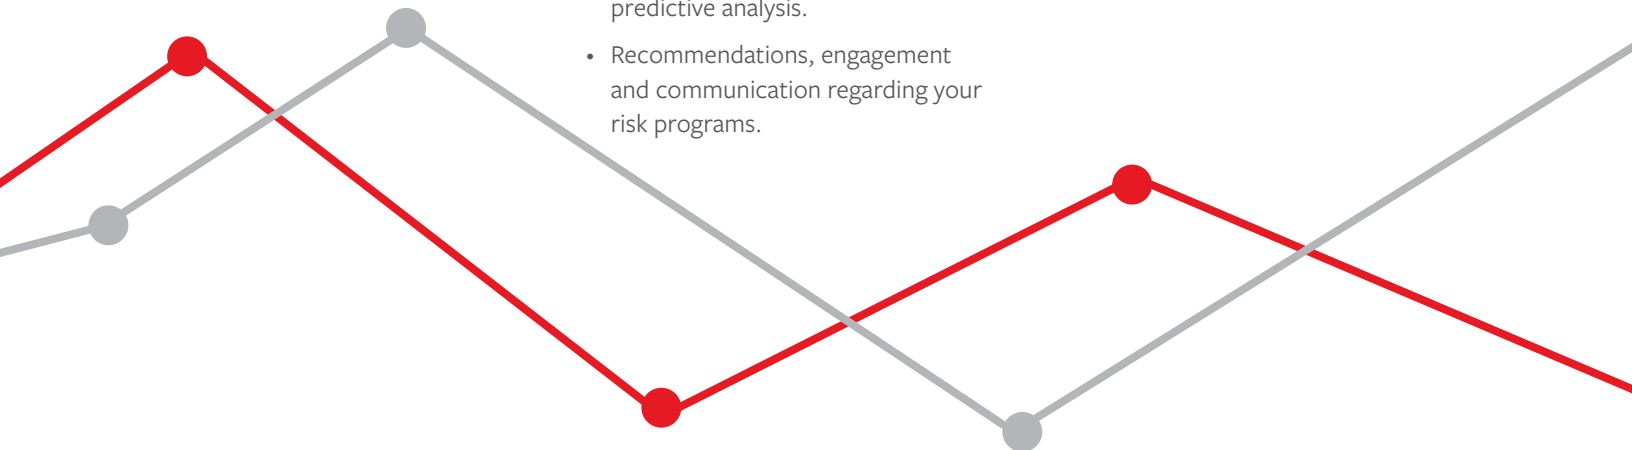 predictive analysis.
• Recommendations, engagement
and communication regarding your
risk programs.